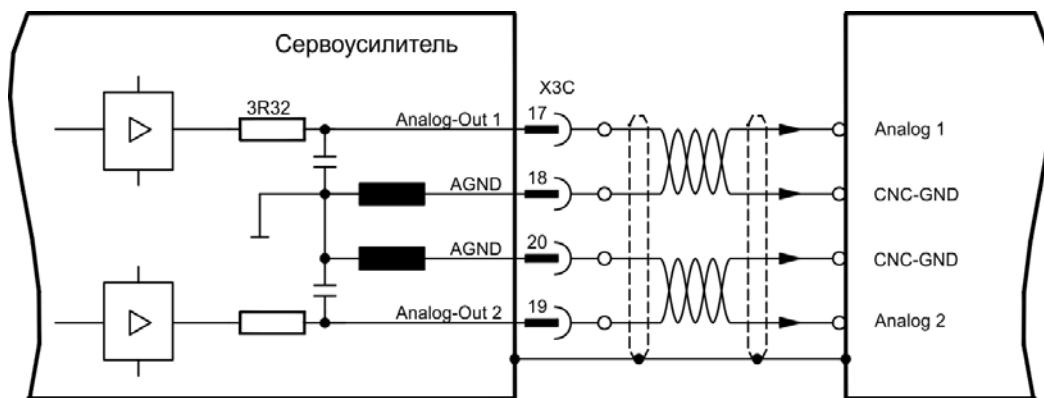 Сервоусилитель
X3C
3R32
Analog-Out 1
17
Analog 1
AGND
18
CNC-GND
AGND
20
CNC-GND
Analog-Out 2
19
Analog 2